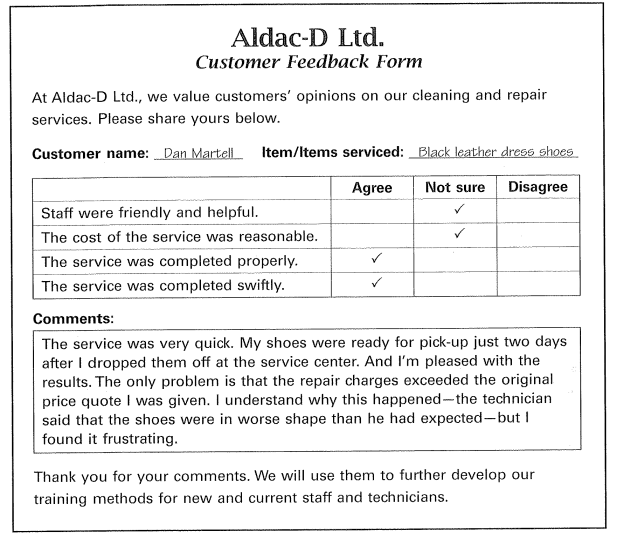 Aldac-D Ltd.
Customer Feedback Form
At Aldac-D Ltd., we value customers' opinions on our cleaning and repair
services. Please share yours below.
Customer name: Dan Martell Item/Items serviced: Black leather dress shoes
Agree Not sure Disagree
Staff were friendly and helpful. ✓
The cost of the service was reasonable. ✓
The service was completed properly. ✓
The service was completed swiftly. ✓
Comments:
The service was very quick. My shoes were ready for pick-up just two days
after I dropped them off at the service center. And I'm pleased with the
results. The only problem is that the repair charges exceeded the original
price quote I was given. I understand why this happened—the technician
said that the shoes were in worse shape than he had expected—but I
found it frustrating.
Thank you for your comments. We will use them to further develop our
training methods for new and current staff and technicians.